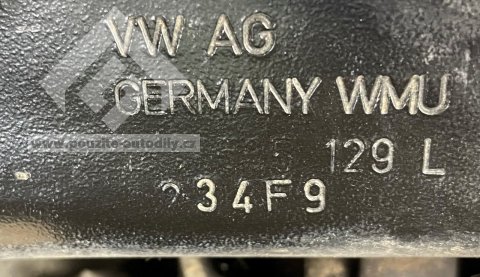 VW AG
GERMANY WMU
www.pouzite-autodily.cz
129 L
34F9